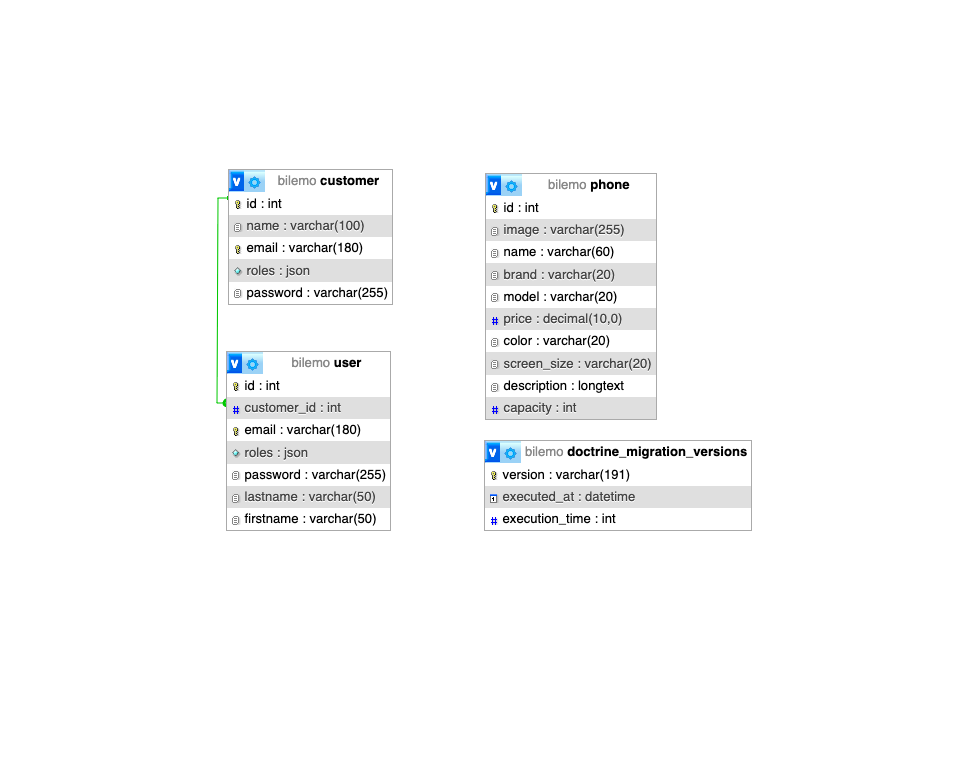 v bilemo customer
id : int
name : varchar(100)
email : varchar(180)
roles : json
password : varchar(255)
v bilemo user
id : int
# customer_id : int
email : varchar(180)
roles : json
password : varchar(255)
lastname : varchar(50)
firstname : varchar(50)
v bilemo phone
id : int
image : varchar(255)
name : varchar(60)
brand : varchar(20)
model : varchar(20)
# price : decimal(10,0)
color : varchar(20)
screen_size : varchar(20)
description : longtext
# capacity : int
v bilemo doctrine_migration_versions
version : varchar(191)
executed_at : datetime
# execution_time : int